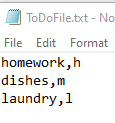 ToDoFile.txt - No
File Edit Format
homework,h
dishes,m
laundry,l